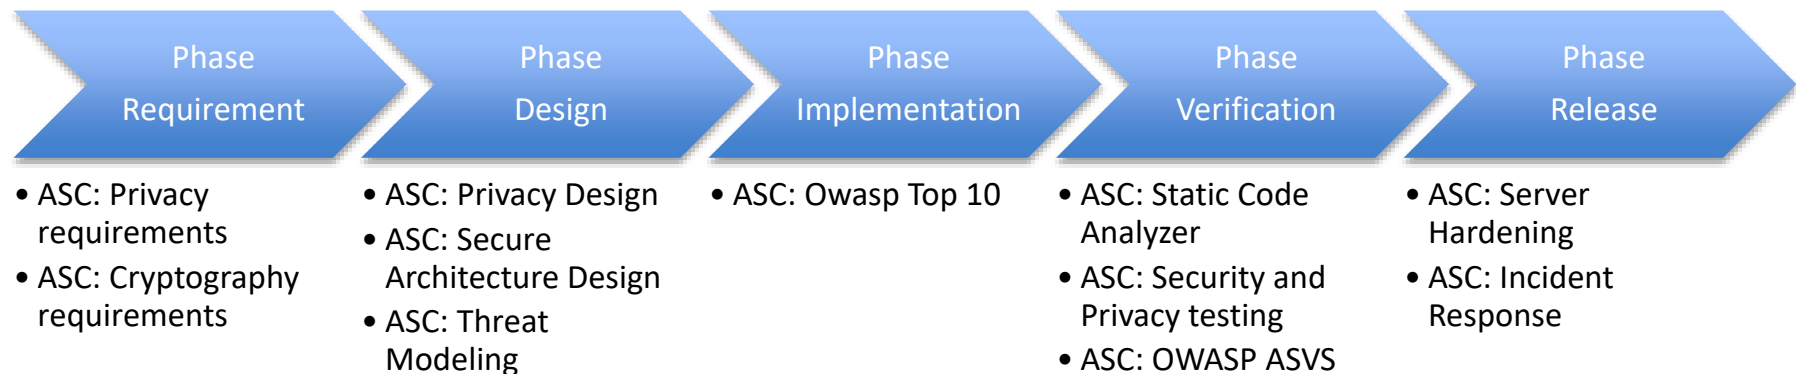 Phase
Requirement
• ASC: Privacy
requirements
• ASC: Cryptography
requirements
Phase
Design
• ASC: Privacy Design
• ASC: Secure
Architecture Design
• ASC: Threat
Modeling
Phase
Implementation
• ASC: Owasp Top 10
Phase
Verification
• ASC: Static Code
Analyzer
• ASC: Security and
Privacy testing
• ASC: OWASP ASVS
Phase
Release
• ASC: Server
Hardening
• ASC: Incident
Response